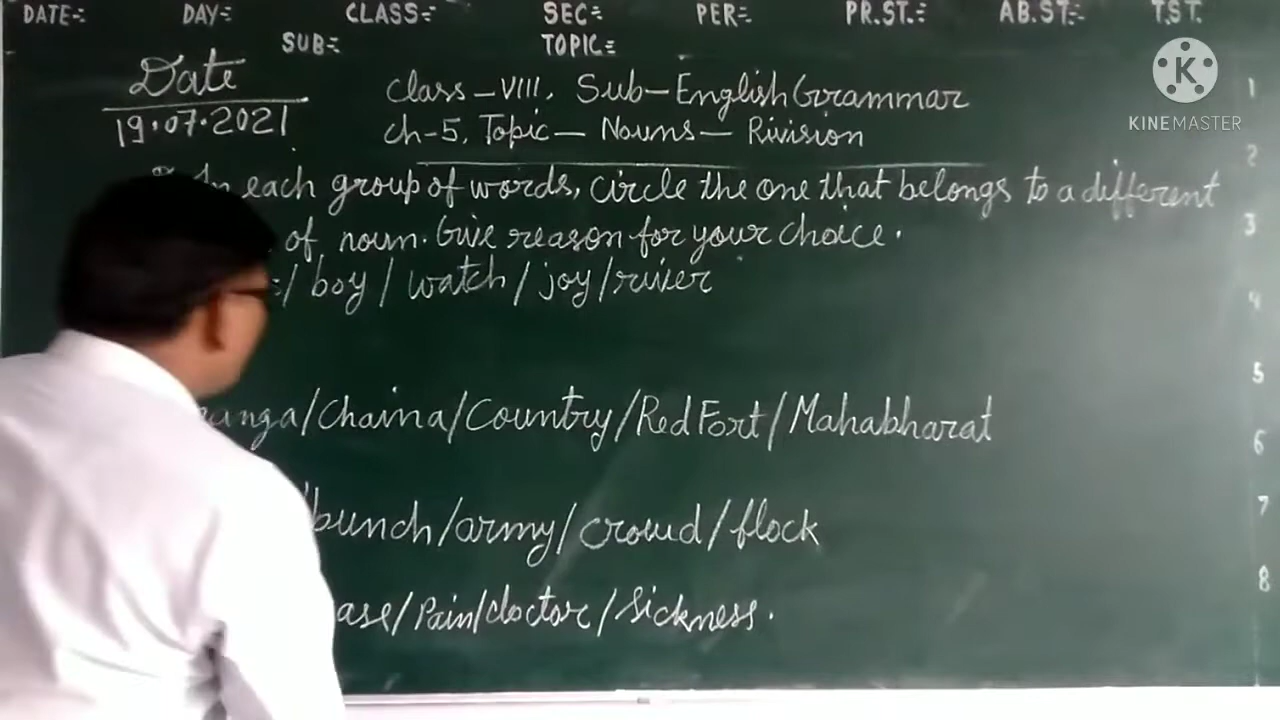 DATE-: DAY-: CLASS-: SEC-: PER-: PR.ST.-: AB.ST-: T.ST.
SUB-: TOPIC-:
Date
19.07.2021
Class-VIII, Sub-English Grammar
Ch-5, Topic- Nouns- Rivision
In each group of words, circle the one that belongs to a different
of noun. Give reason for your choice.
/ boy / watch / joy / river
/ Chaina / Country / Red Fort / Mahabharat
bunch / army / crowd / flock
/ Pain / doctor / Sickness.
1
2
3
4
5
6
7
8
K
KINEMASTER